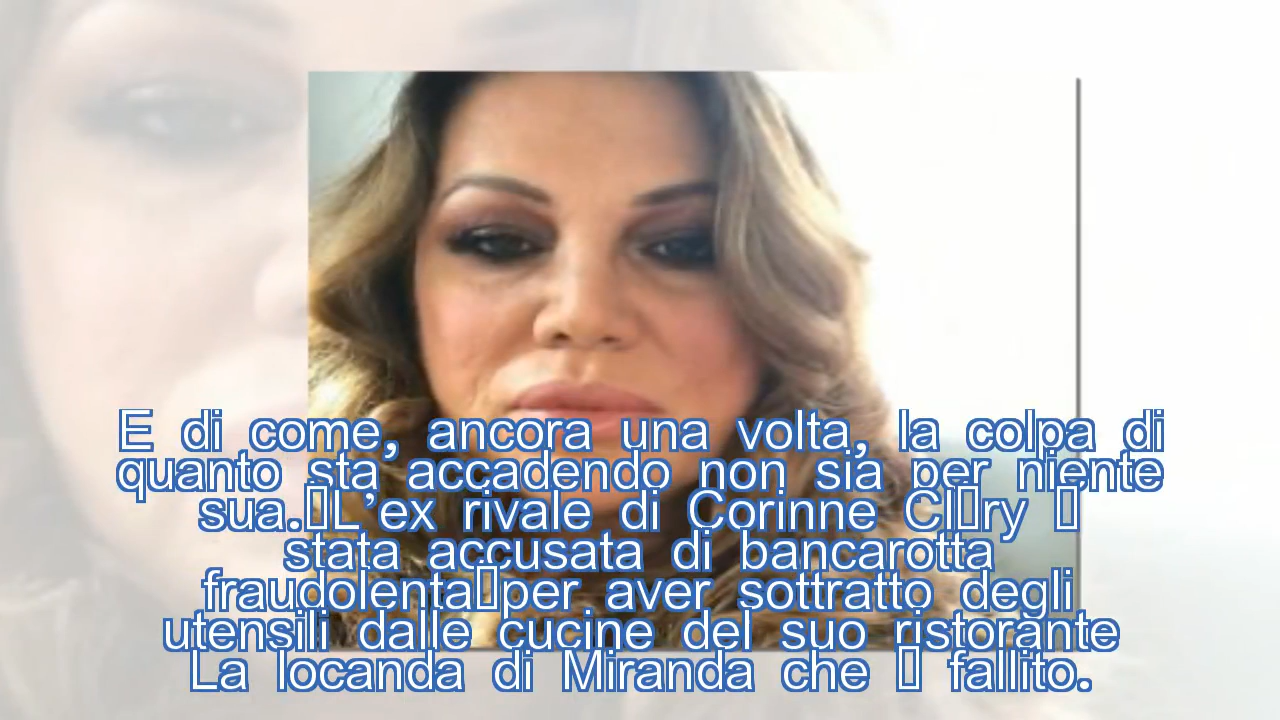 E di come, ancora una volta, la colpa di
quanto sta accadendo non sia per niente
sua.▯L'ex rivale di Corinne Cl▯ry ▯
stata accusata di bancarotta
fraudolenta▯per aver sottratto degli
utensili dalle cucine del suo ristorante
La locanda di Miranda che ▯ fallito.